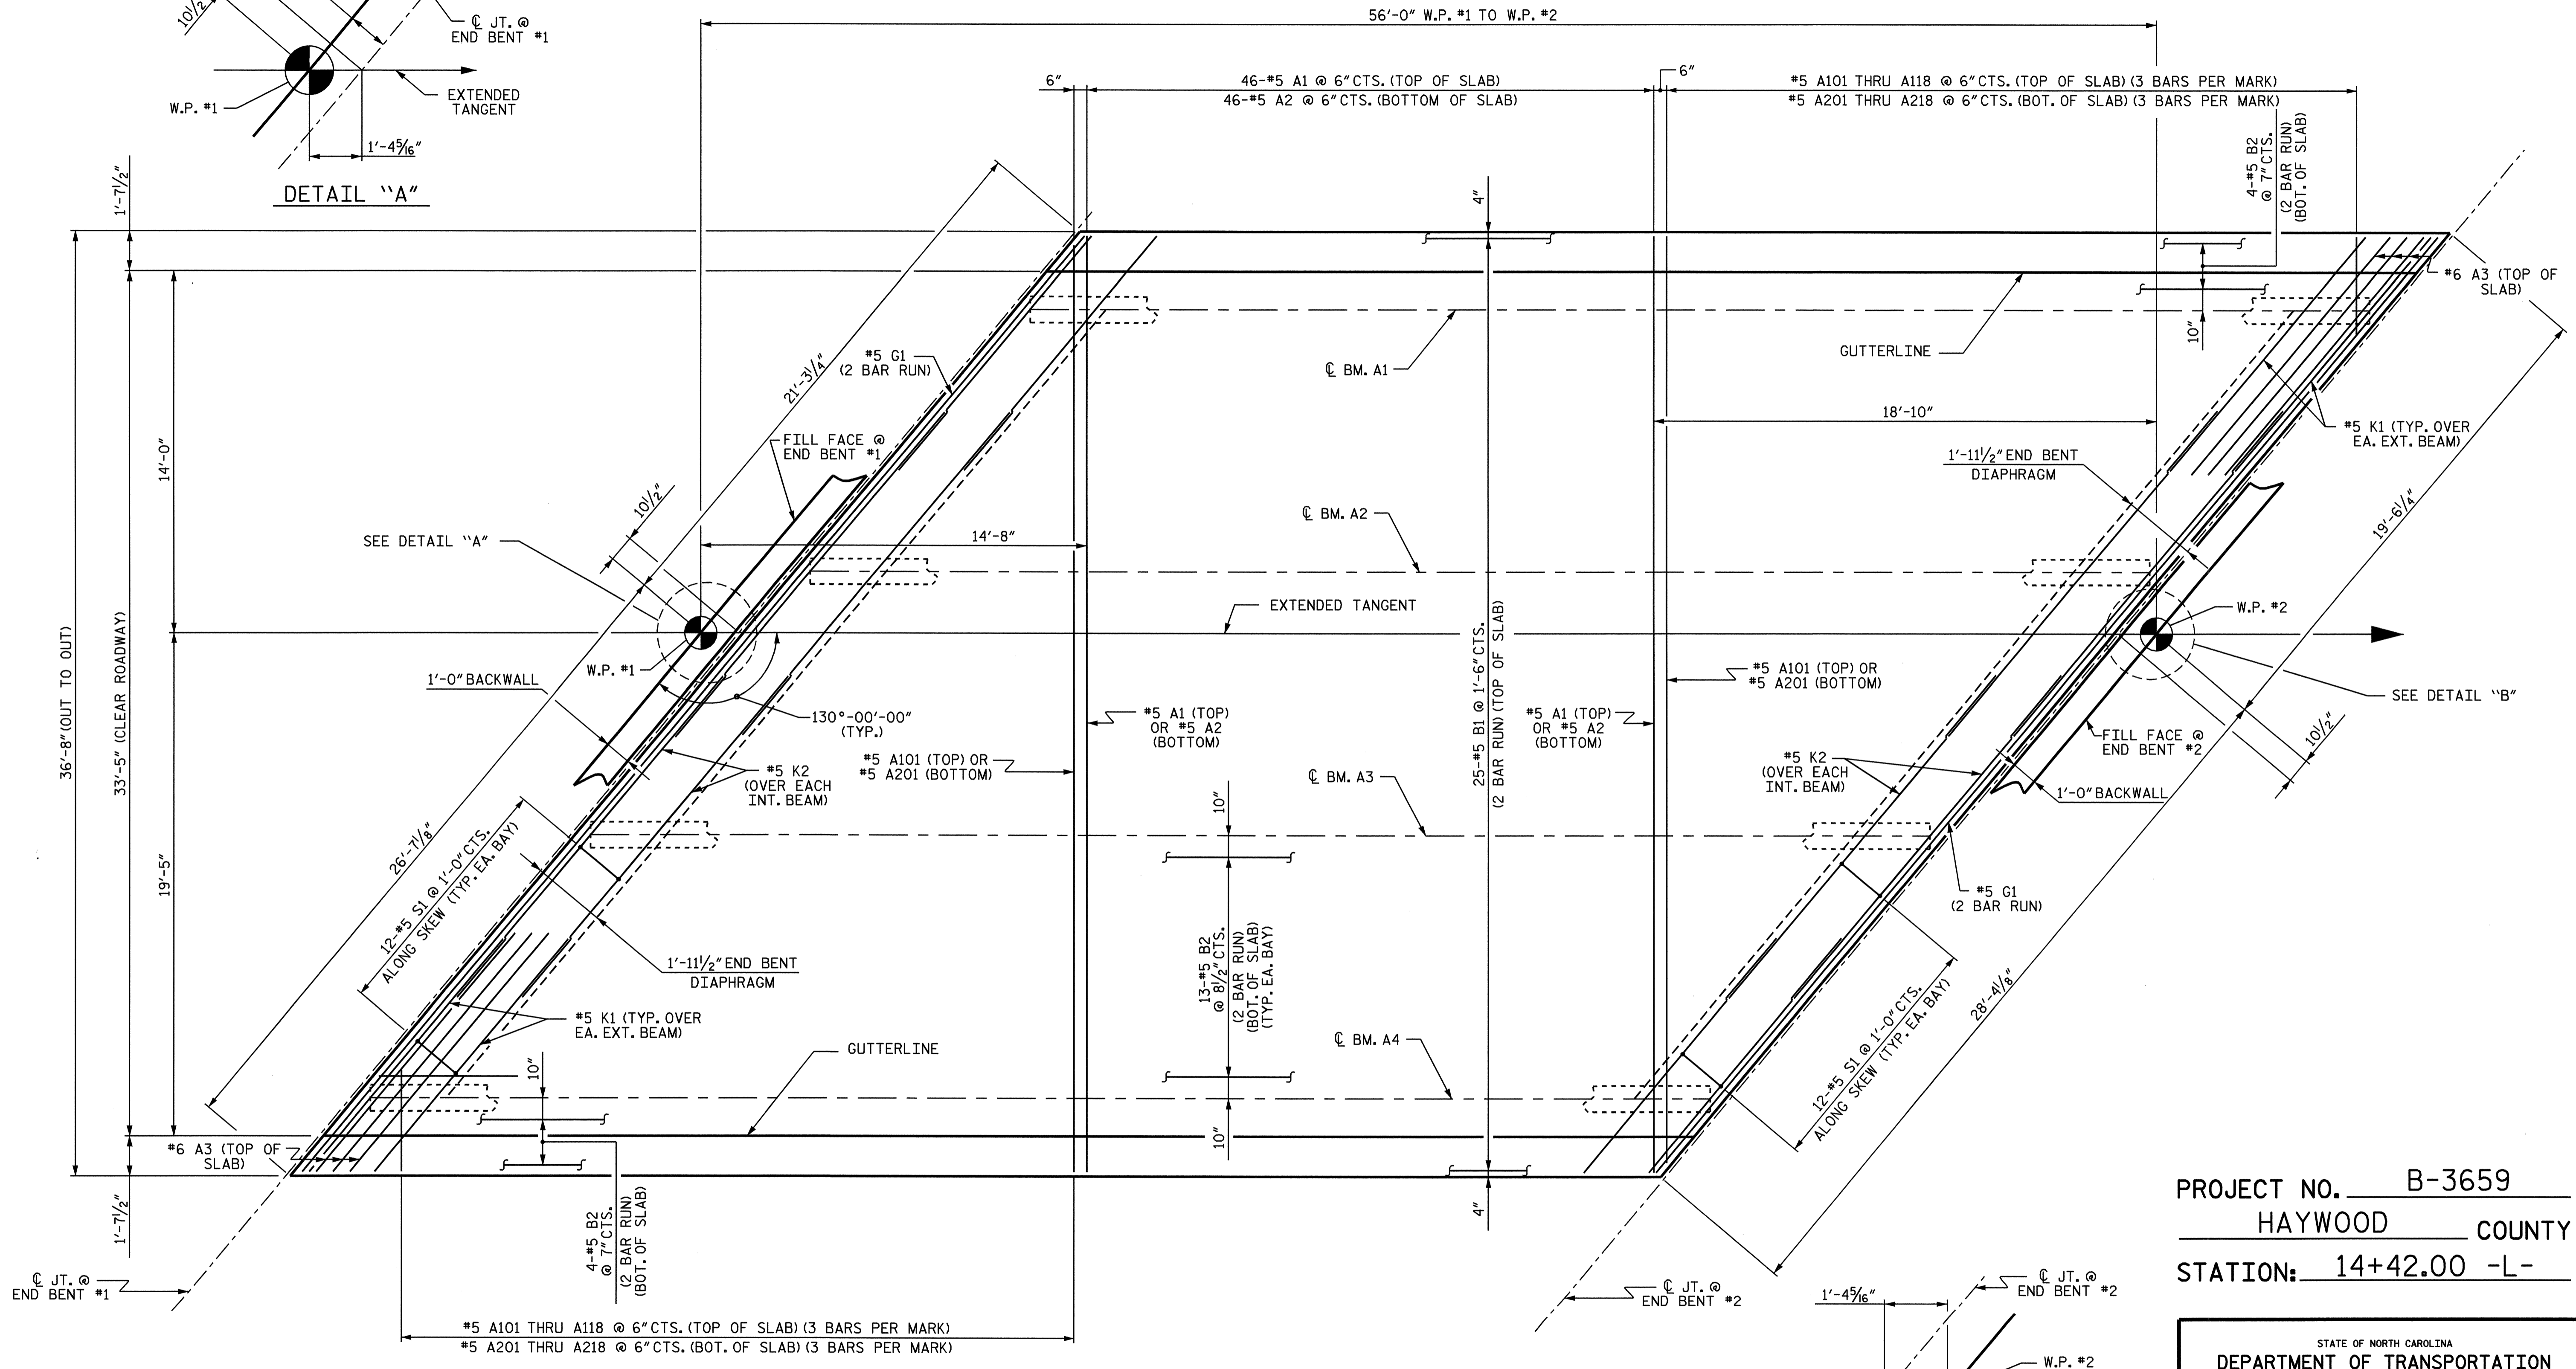 10½"
℄ JT. @
END BENT #1
W.P. #1
EXTENDED
TANGENT
1'-4 5/16"
DETAIL "A"
56'-0" W.P. #1 TO W.P. #2
6"
46-#5 A1 @ 6" CTS. (TOP OF SLAB)
46-#5 A2 @ 6" CTS. (BOTTOM OF SLAB)
6"
#5 A101 THRU A118 @ 6" CTS. (TOP OF SLAB) (3 BARS PER MARK)
#5 A201 THRU A218 @ 6" CTS. (BOT. OF SLAB) (3 BARS PER MARK)
4-#5 B2
@ 7" CTS.
(2 BAR RUN)
(BOT. OF SLAB)
1'-7½"
4"
#6 A3 (TOP OF
SLAB)
10"
#5 G1
(2 BAR RUN)
21'-3¼"
℄ BM. A1
GUTTERLINE
18'-10"
#5 K1 (TYP. OVER
EA. EXT. BEAM)
14'-0"
FILL FACE @
END BENT #1
1'-11½" END BENT
DIAPHRAGM
19'-6¼"
10½"
SEE DETAIL "A"
14'-8"
℄ BM. A2
36'-8" (OUT TO OUT)
33'-5" (CLEAR ROADWAY)
EXTENDED TANGENT
W.P. #2
W.P. #1
1'-0" BACKWALL
130°-00'-00"
(TYP.)
#5 A1 (TOP)
OR #5 A2
(BOTTOM)
25-#5 B1 @ 1'-6" CTS.
(2 BAR RUN) (TOP OF SLAB)
#5 A1 (TOP)
OR #5 A2
(BOTTOM)
#5 A101 (TOP) OR
#5 A201 (BOTTOM)
SEE DETAIL "B"
FILL FACE @
END BENT #2
10½"
#5 A101 (TOP) OR
#5 A201 (BOTTOM)
#5 K2
(OVER EACH
INT. BEAM)
℄ BM. A3
#5 K2
(OVER EACH
INT. BEAM)
1'-0" BACKWALL
10"
26'-7⅛"
19'-5"
12-#5 S1 @ 1'-0" CTS.
ALONG SKEW (TYP. EA. BAY)
#5 G1
(2 BAR RUN)
1'-11½" END BENT
DIAPHRAGM
13-#5 B2
@ 8½" CTS.
(2 BAR RUN)
(BOT. OF SLAB)
(TYP. EA. BAY)
28'-4⅛"
#5 K1 (TYP. OVER
EA. EXT. BEAM)
GUTTERLINE
10"
℄ BM. A4
12-#5 S1 @ 1'-0" CTS.
ALONG SKEW (TYP. EA. BAY)
10"
#6 A3 (TOP OF
SLAB)
1'-7½"
4-#5 B2
@ 7" CTS.
(2 BAR RUN)
(BOT. OF SLAB)
4"
℄ JT. @
END BENT #1
℄ JT. @
END BENT #2
1'-4 5/16"
℄ JT. @
END BENT #2
#5 A101 THRU A118 @ 6" CTS. (TOP OF SLAB) (3 BARS PER MARK)
#5 A201 THRU A218 @ 6" CTS. (BOT. OF SLAB) (3 BARS PER MARK)
W.P. #2
PROJECT NO. B-3659
HAYWOOD COUNTY
STATION: 14+42.00 -L-
STATE OF NORTH CAROLINA
DEPARTMENT OF TRANSPORTATION